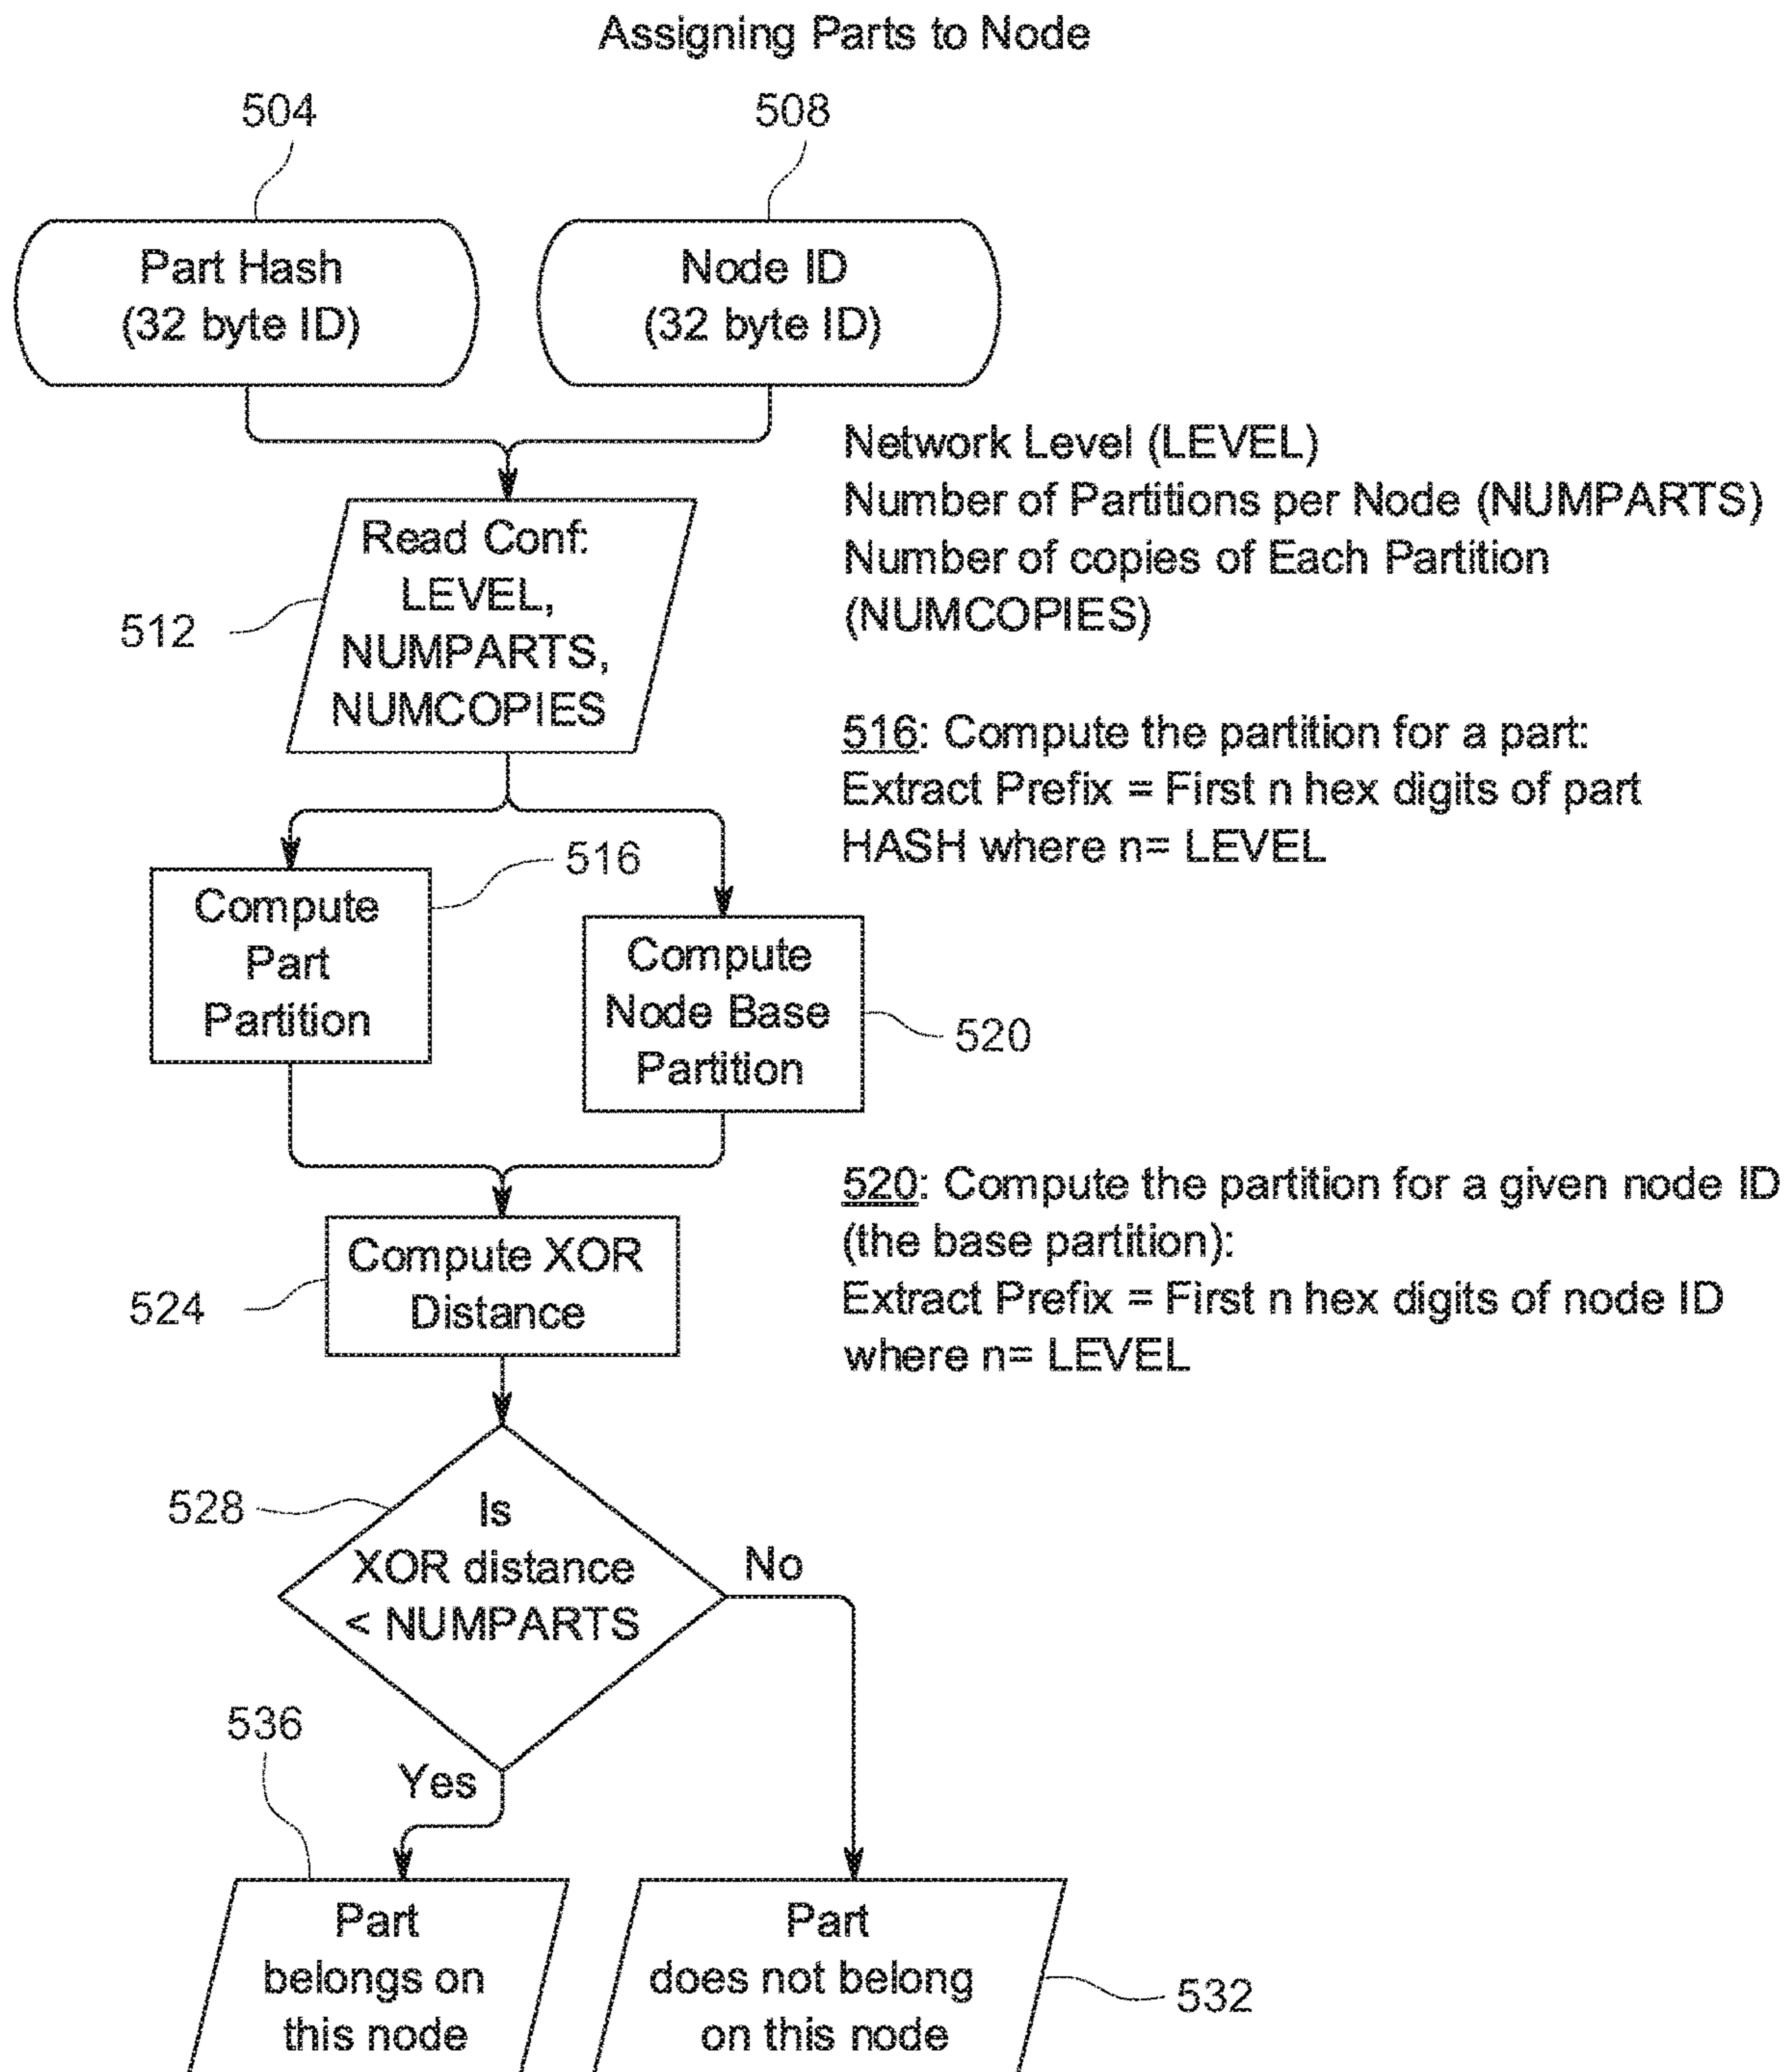 Assigning Parts to Node
504
508
Part Hash
(32 byte ID)
Node ID
(32 byte ID)
Network Level (LEVEL)
Number of Partitions per Node (NUMPARTS)
Number of copies of Each Partition
(NUMCOPIES)
512
Read Conf:
LEVEL,
NUMPARTS,
NUMCOPIES
516: Compute the partition for a part:
Extract Prefix = First n hex digits of part
HASH where n= LEVEL
516
Compute
Part
Partition
Compute
Node Base
Partition
520
520: Compute the partition for a given node ID
(the base partition):
Extract Prefix = First n hex digits of node ID
where n= LEVEL
524
Compute XOR
Distance
528
Is
XOR distance
< NUMPARTS
No
Yes
536
Part
belongs on
this node
Part
does not belong
on this node
532